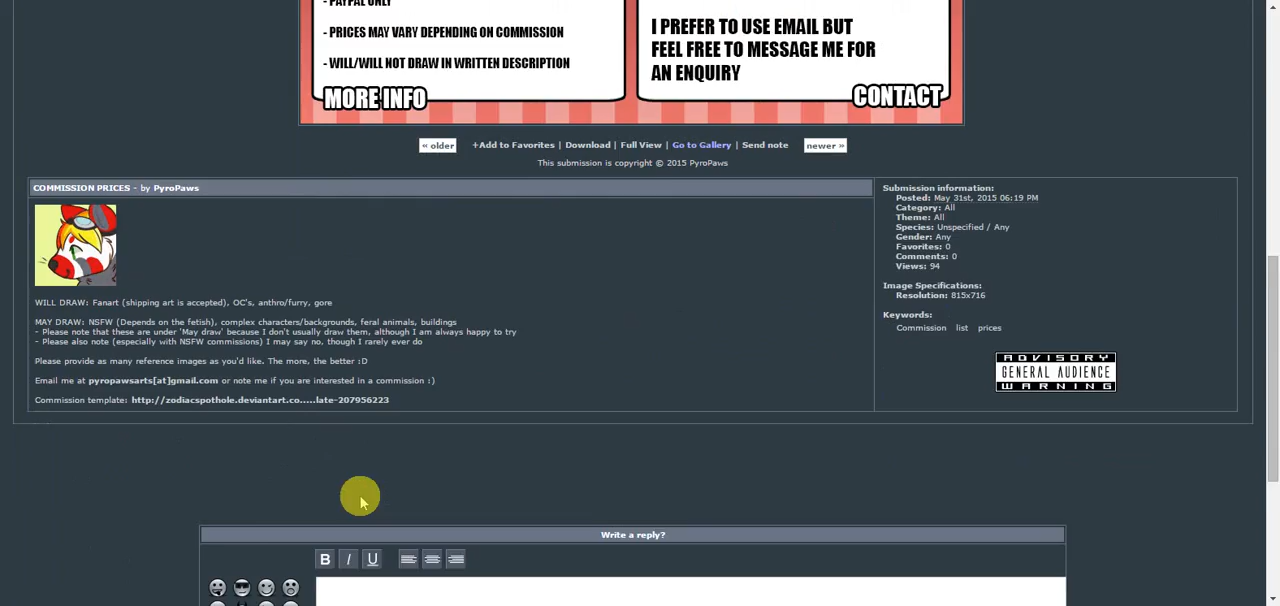 - PAYPAL ONLY
- PRICES MAY VARY DEPENDING ON COMMISSION
- WILL/WILL NOT DRAW IN WRITTEN DESCRIPTION
MORE INFO
I PREFER TO USE EMAIL BUT
FEEL FREE TO MESSAGE ME FOR
AN ENQUIRY
CONTACT
« older
+Add to Favorites | Download | Full View | Go to Gallery | Send note
newer »
This submission is copyright © 2015 PyroPaws
COMMISSION PRICES - by PyroPaws
WILL DRAW: Fanart (shipping art is accepted), OC's, anthro/furry, gore
MAY DRAW: NSFW (Depends on the fetish), complex characters/backgrounds, feral animals, buildings
- Please note that these are under 'May draw' because I don't usually draw them, although I am always happy to try
- Please also note (especially with NSFW commissions) I may say no, though I rarely ever do
Please provide as many reference images as you'd like. The more, the better :D
Email me at pyropawsarts[at]gmail.com or note me if you are interested in a commission :)
Commission template: http://zodiacspothole.deviantart.co.....late-207956223
Submission information:
Posted: May 31st, 2015 06:19 PM
Category: All
Theme: All
Species: Unspecified / Any
Gender: Any
Favorites: 0
Comments: 0
Views: 94
Image Specifications:
Resolution: 815x716
Keywords:
Commission list prices
ADVISORY
GENERAL AUDIENCE
WARNING
Write a reply?
B I U